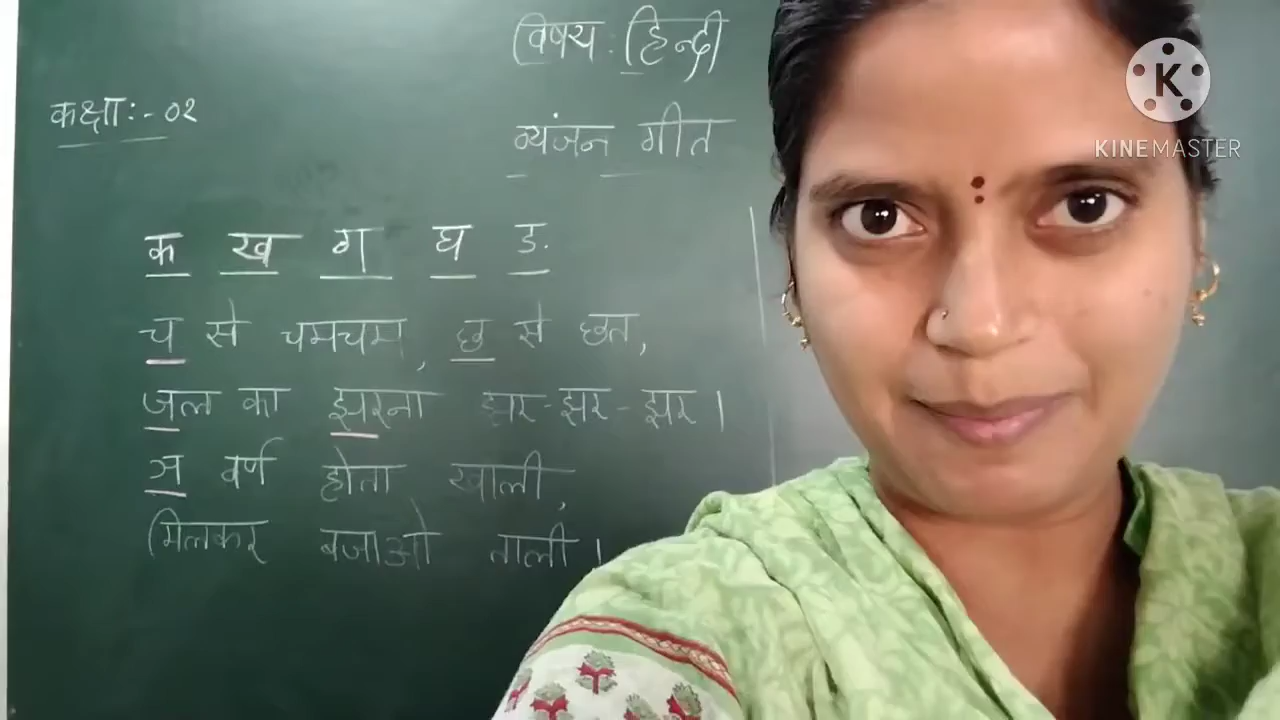 विषय : हिन्दी
कक्षा:- 02
व्यंजन गीत
क ख ग घ ङ
च से चमचम, छ से छत,
जल का झरना झर-झर-झर।
ञ वर्ण होता खाली,
मिलकर बजाओ ताली।
K
KINEMASTER